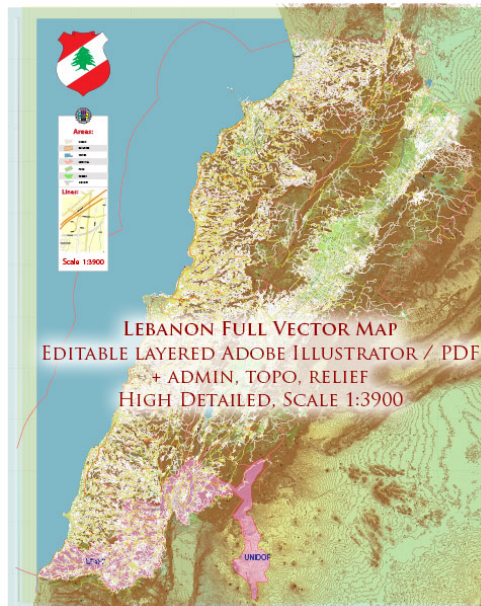 Areas:
Lines:
Scale 1:3900
LEBANON FULL VECTOR MAP
EDITABLE LAYERED ADOBE ILLUSTRATOR / PDF
+ ADMIN, TOPO, RELIEF
HIGH DETAILED, SCALE 1:3900
UNDOF